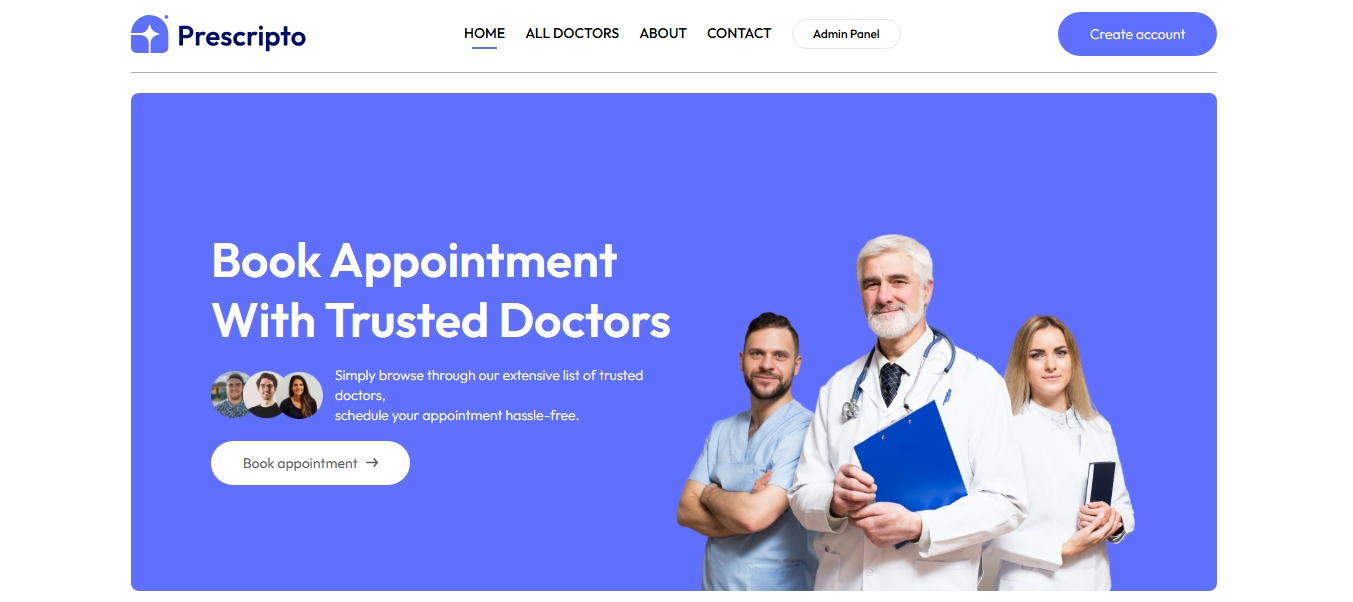 Prescripto
HOME
ALL DOCTORS
ABOUT
CONTACT
Admin Panel
Create account
Book Appointment
With Trusted Doctors
Simply browse through our extensive list of trusted
doctors,
schedule your appointment hassle-free.
Book appointment →